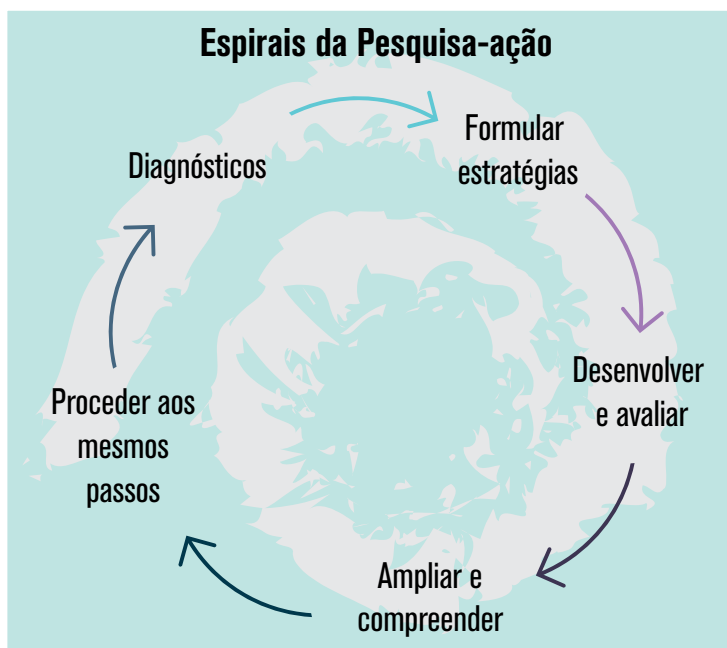 Espirais da Pesquisa-ação
Diagnósticos
Formular
estratégias
Desenvolver
e avaliar
Ampliar e
compreender
Proceder aos
mesmos
passos